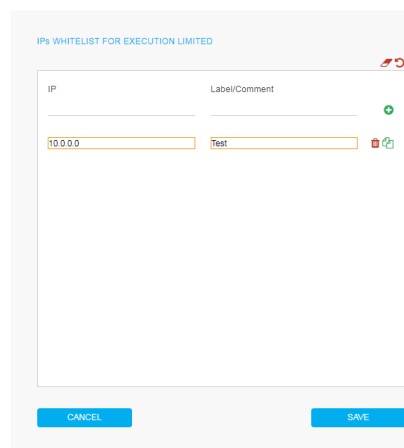 IPs WHITELIST FOR EXECUTION LIMITED
IP Label/Comment
10.0.0.0 Test
CANCEL SAVE